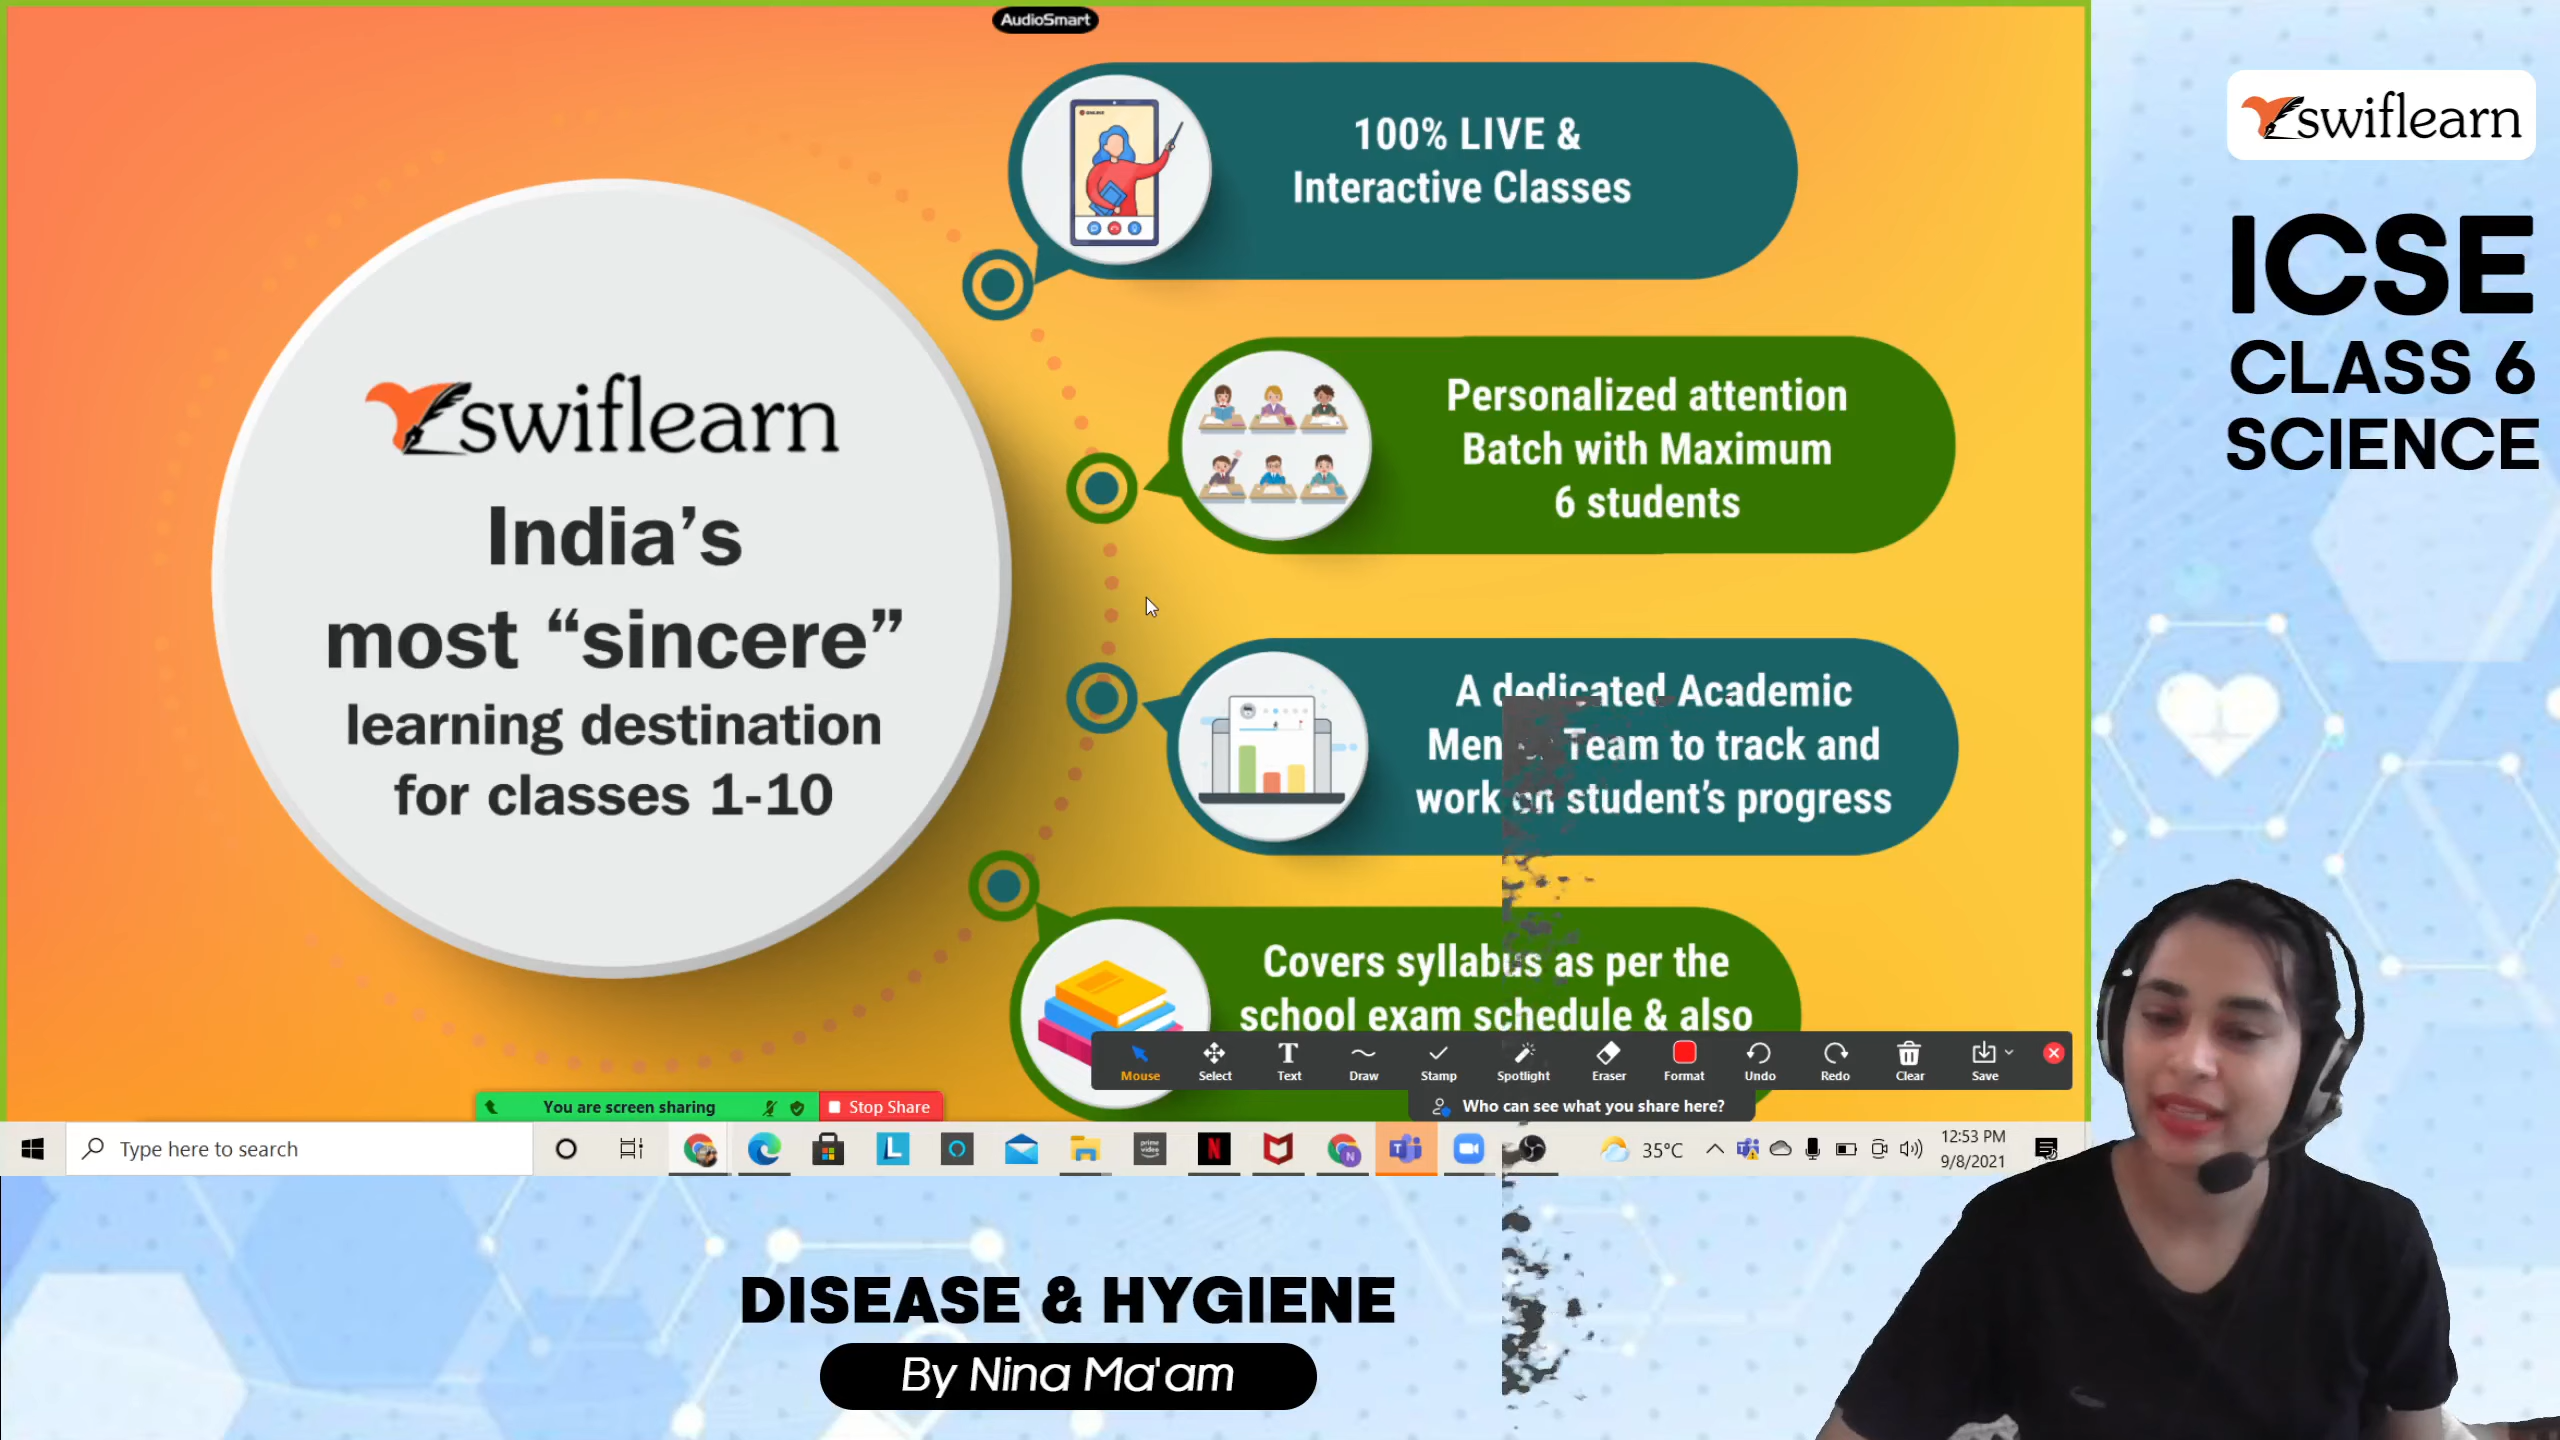 AudioSmart
swiflearn
India's
most “sincere”
learning destination
for classes 1-10
100% LIVE &
Interactive Classes
Personalized attention
Batch with Maximum
6 students
A dedicated Academic
Team to track and
work on student's progress
Covers syllabus as per the
school exam schedule & also
Mouse Select Text Draw Stamp Spotlight Eraser Format Undo Redo Clear Save
You are screen sharing Stop Share
Who can see what you share here?
Type here to search
35°C
12:53 PM
9/8/2021
swiflearn
ICSE
CLASS 6
SCIENCE
DISEASE & HYGIENE
By Nina Ma'am